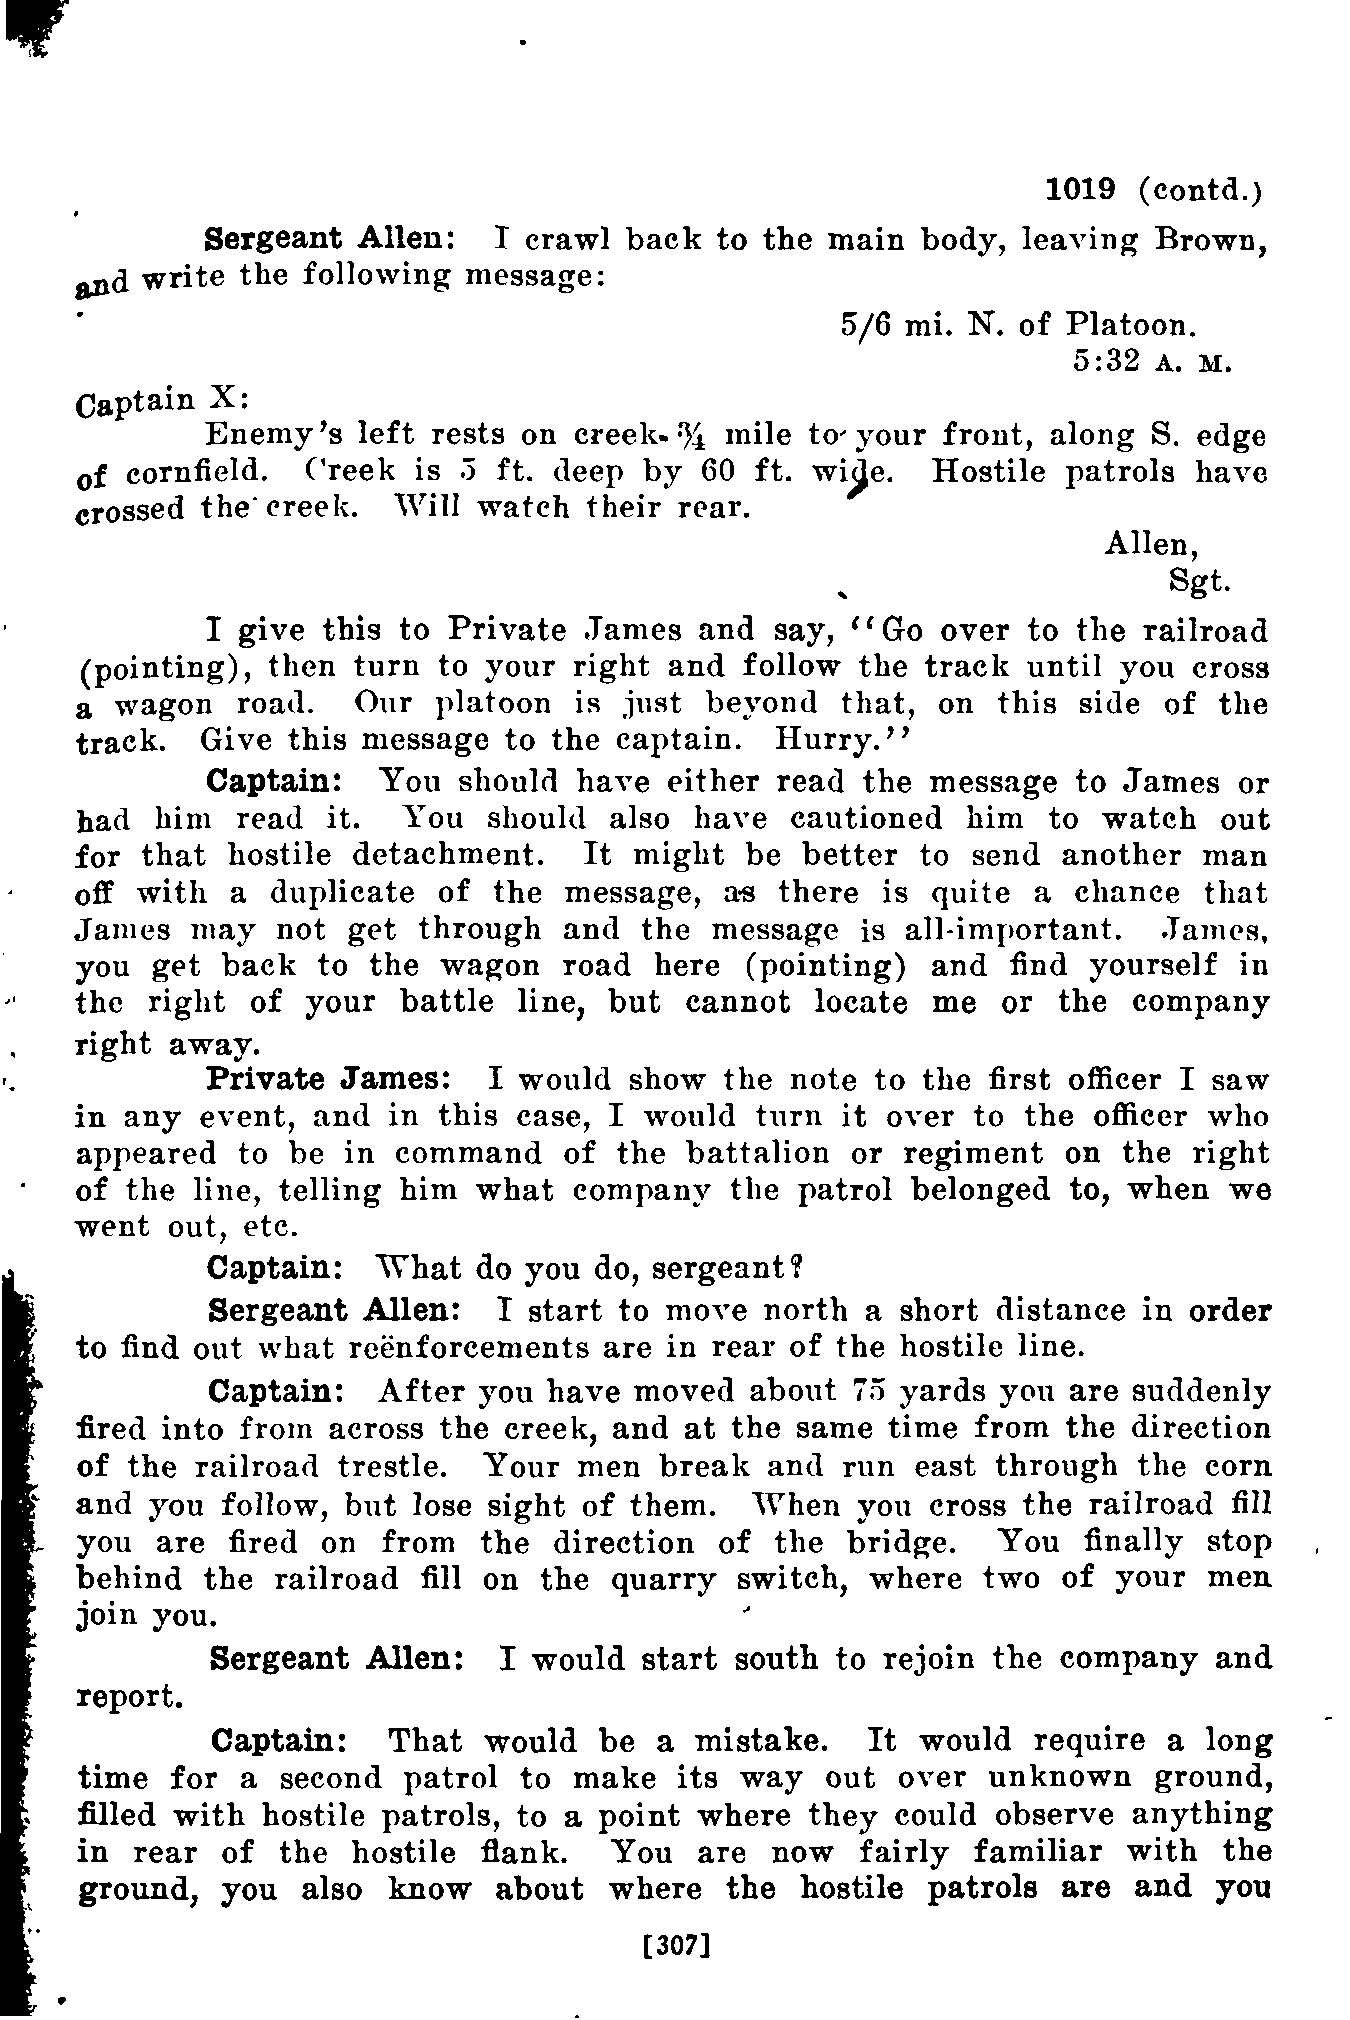 1019 (contd.)
Sergeant Allen: I crawl back to the main body, leaving Brown,
and write the following message:
5/6 mi. N. of Platoon.
5:32 A. M.
Captain X:
Enemy's left rests on creek ¾ mile to your front, along S. edge
of cornfield. Creek is 5 ft. deep by 60 ft. wide. Hostile patrols have
crossed the creek. Will watch their rear.
Allen,
Sgt.
I give this to Private James and say, "Go over to the railroad
(pointing), then turn to your right and follow the track until you cross
a wagon road. Our platoon is just beyond that, on this side of the
track. Give this message to the captain. Hurry."
Captain: You should have either read the message to James or
had him read it. You should also have cautioned him to watch out
for that hostile detachment. It might be better to send another man
off with a duplicate of the message, as there is quite a chance that
James may not get through and the message is all-important. James,
you get back to the wagon road here (pointing) and find yourself in
the right of your battle line, but cannot locate me or the company
right away.
Private James: I would show the note to the first officer I saw
in any event, and in this case, I would turn it over to the officer who
appeared to be in command of the battalion or regiment on the right
of the line, telling him what company the patrol belonged to, when we
went out, etc.
Captain: What do you do, sergeant?
Sergeant Allen: I start to move north a short distance in order
to find out what reënforcements are in rear of the hostile line.
Captain: After you have moved about 75 yards you are suddenly
fired into from across the creek, and at the same time from the direction
of the railroad trestle. Your men break and run east through the corn
and you follow, but lose sight of them. When you cross the railroad fill
you are fired on from the direction of the bridge. You finally stop
behind the railroad fill on the quarry switch, where two of your men
join you.
Sergeant Allen: I would start south to rejoin the company and
report.
Captain: That would be a mistake. It would require a long
time for a second patrol to make its way out over unknown ground,
filled with hostile patrols, to a point where they could observe anything
in rear of the hostile flank. You are now fairly familiar with the
ground, you also know about where the hostile patrols are and you
[307]